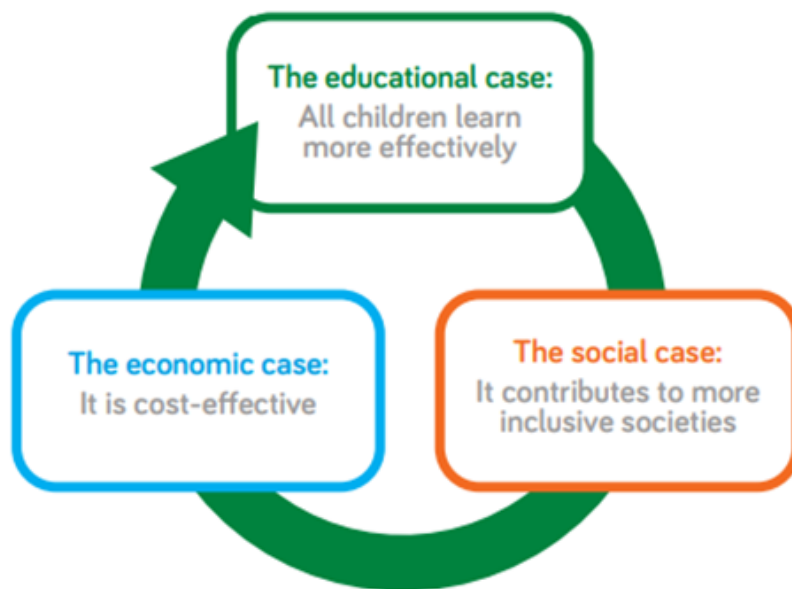 The educational case:
All children learn
more effectively
The economic case:
It is cost-effective
The social case:
It contributes to more
inclusive societies